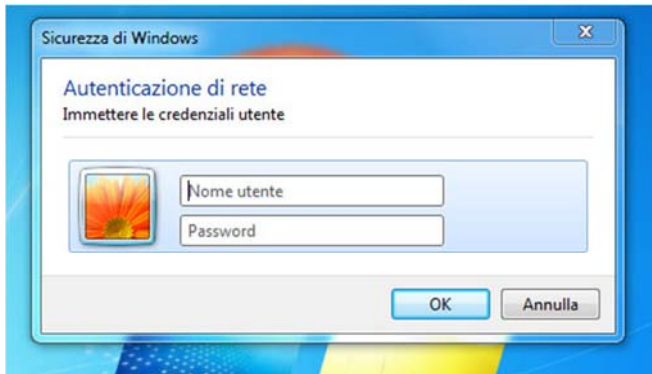 Sicurezza di Windows
Autenticazione di rete
Immettere le credenziali utente
Nome utente
Password
OK
Annulla